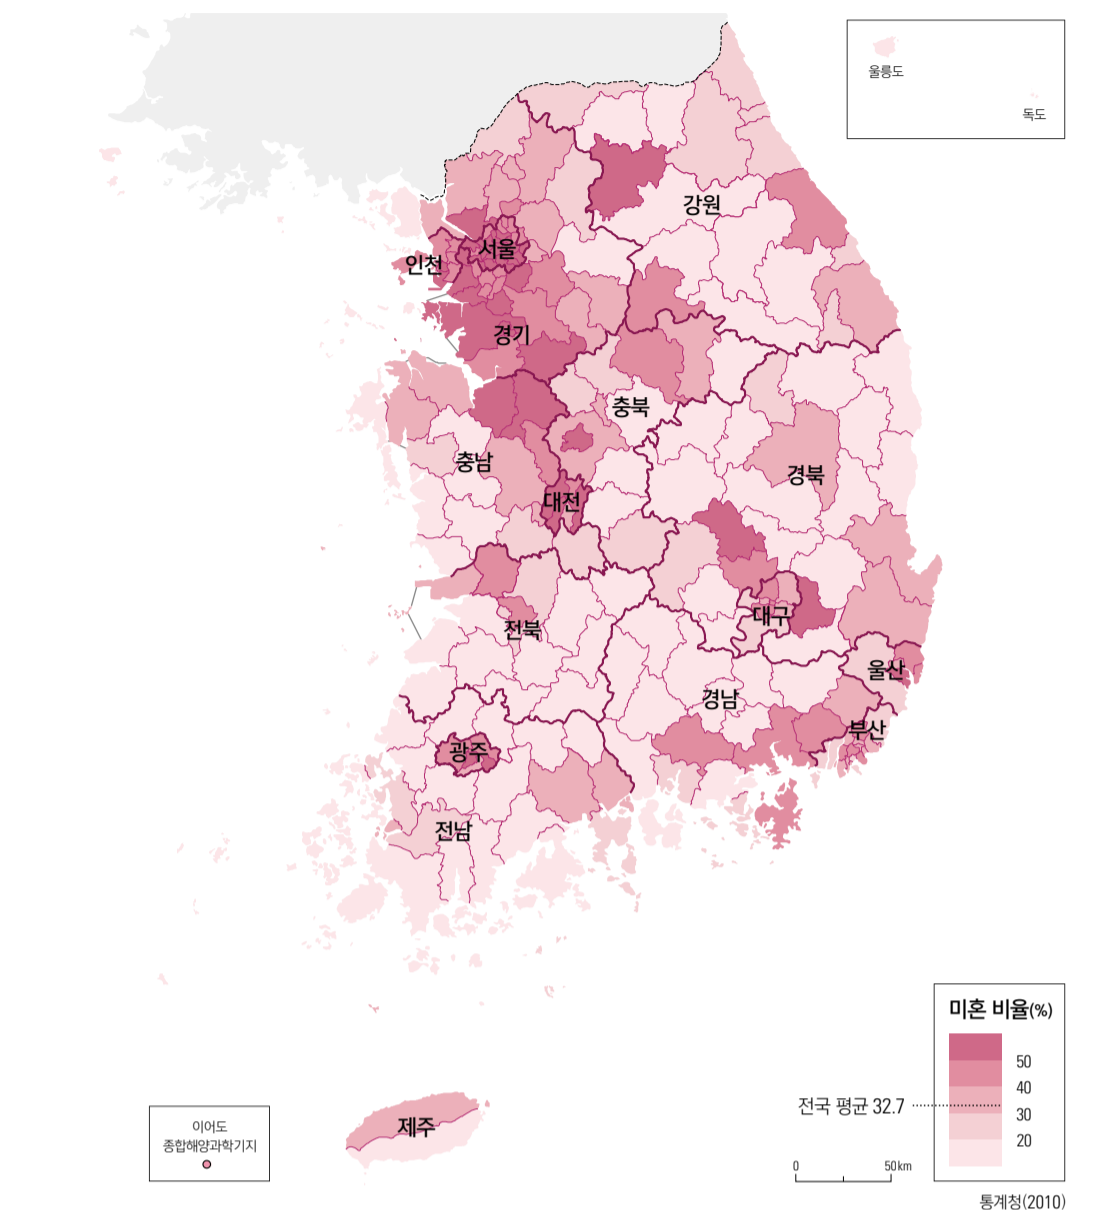 울릉도
독도
강원
서울
인천
경기
충북
충남
경북
대전
대구
전북
울산
경남
부산
광주
전남
제주
이어도
종합해양과학기지
미혼 비율(%)
50
40
전국 평균 32.7
30
20
0 50km
통계청(2010)